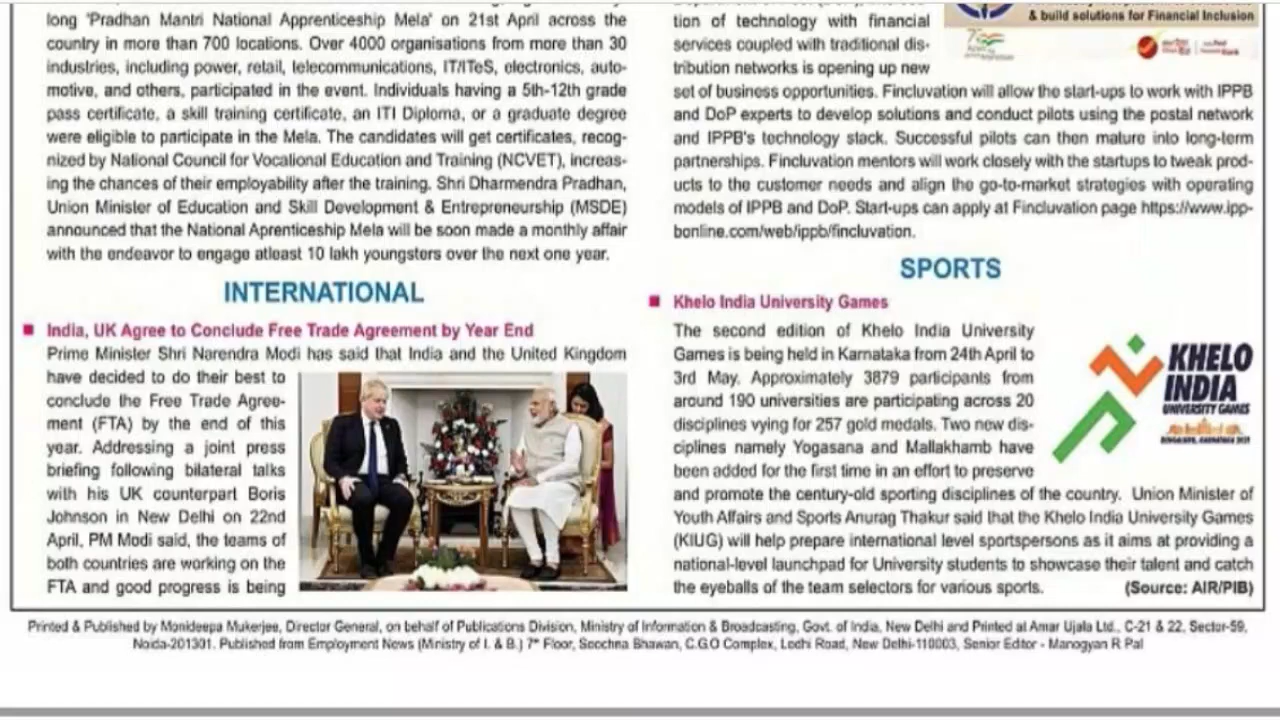 long 'Pradhan Mantri National Apprenticeship Mela' on 21st April across the
country in more than 700 locations. Over 4000 organisations from more than 30
industries, including power, retail, telecommunications, IT/ITeS, electronics, auto-
motive, and others, participated in the event. Individuals having a 5th-12th grade
pass certificate, a skill training certificate, an ITI Diploma, or a graduate degree
were eligible to participate in the Mela. The candidates will get certificates, recog-
nized by National Council for Vocational Education and Training (NCVET), increas-
ing the chances of their employability after the training. Shri Dharmendra Pradhan,
Union Minister of Education and Skill Development & Entrepreneurship (MSDE)
announced that the National Aprenticeship Mela will be soon made a monthly affair
with the endeavor to engage atleast 10 lakh youngsters over the next one year.
INTERNATIONAL
India, UK Agree to Conclude Free Trade Agreement by Year End
Prime Minister Shri Narendra Modi has said that India and the United Kingdom
have decided to do their best to
conclude the Free Trade Agree-
ment (FTA) by the end of this
year. Addressing a joint press
briefing following bilateral talks
with his UK counterpart Boris
Johnson in New Delhi on 22nd
April, PM Modi said, the teams of
both countries are working on the
FTA and good progress is being
tion of technology with financial
services coupled with traditional dis-
tribution networks is opening up new
set of business opportunities. Fincluvation will allow the start-ups to work with IPPB
and DoP experts to develop solutions and conduct pilots using the postal network
and IPPB's technology stack. Successful pilots can then mature into long-term
partnerships. Fincluvation mentors will work closely with the startups to tweak prod-
ucts to the customer needs and align the go-to-market strategies with operating
models of IPPB and DoP. Start-ups can apply at Fincluvation page https://www.ipp-
bonline.com/web/ippb/fincluvation.
& build solutions for Financial Inclusion
SPORTS
Khelo India University Games
The second edition of Khelo India University
Games is being held in Karnataka from 24th April to
3rd May. Approximately 3879 participants from
around 190 universities are participating across 20
disciplines vying for 257 gold medals. Two new dis-
ciplines namely Yogasana and Mallakhamb have
been added for the first time in an effort to preserve
and promote the century-old sporting disciplines of the country. Union Minister of
Youth Affairs and Sports Anurag Thakur said that the Khelo India University Games
(KIUG) will help prepare international level sportspersons as it aims at providing a
national-level launchpad for University students to showcase their talent and catch
the eyeballs of the team selectors for various sports. (Source: AIR/PIB)
KHELO
INDIA
UNIVERSITY GAMES
Printed & Published by Monideepa Mukerjee, Director General, on behalf of Publications Division, Ministry of Information & Broadcasting, Govt. of India, New Delhi and Printed at Amar Ujala Ltd., C-21 & 22, Sector-59,
Noida-201301. Published from Employment News (Ministry of I. & B.) 7th Floor, Soochna Bhawan, C.G.O Complex, Lodhi Road, New Delhi-110003, Senior Editor - Manogyan R Pal